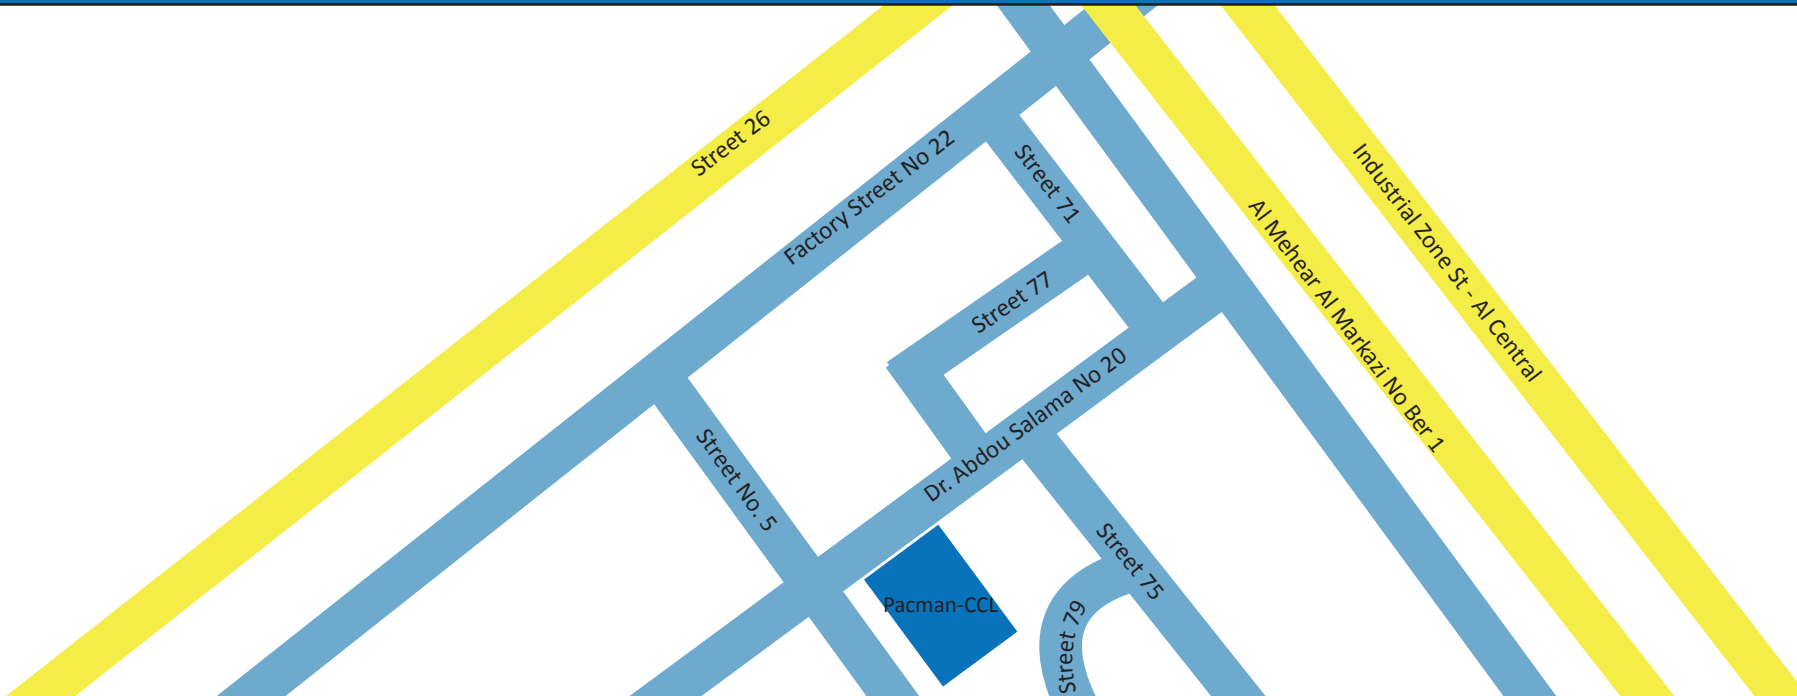 Street 26
Factory Street No 22
Street 71
Industrial Zone St - Al Central
Al Mehear Al Markazi No Ber 1
Street 77
Dr. Abdou Salama No 20
Street No. 5
Street 75
Pacman-CCL
Street 79